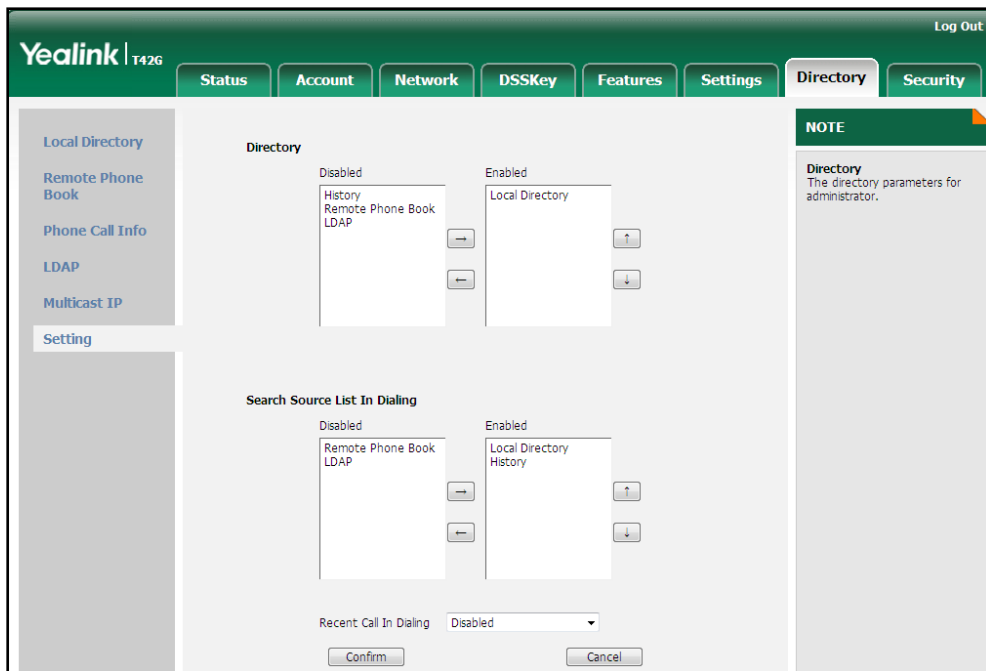 Log Out
Yealink | T42G
Status
Account
Network
DSSKey
Features
Settings
Directory
Security
Local Directory
Remote Phone
Book
Phone Call Info
LDAP
Multicast IP
Setting
Directory
Disabled
Enabled
History
Remote Phone Book
LDAP
Local Directory
→
←
↑
↓
Search Source List In Dialing
Disabled
Enabled
Remote Phone Book
LDAP
Local Directory
History
→
←
↑
↓
Recent Call In Dialing
Disabled
Confirm
Cancel
NOTE
Directory
The directory parameters for
administrator.